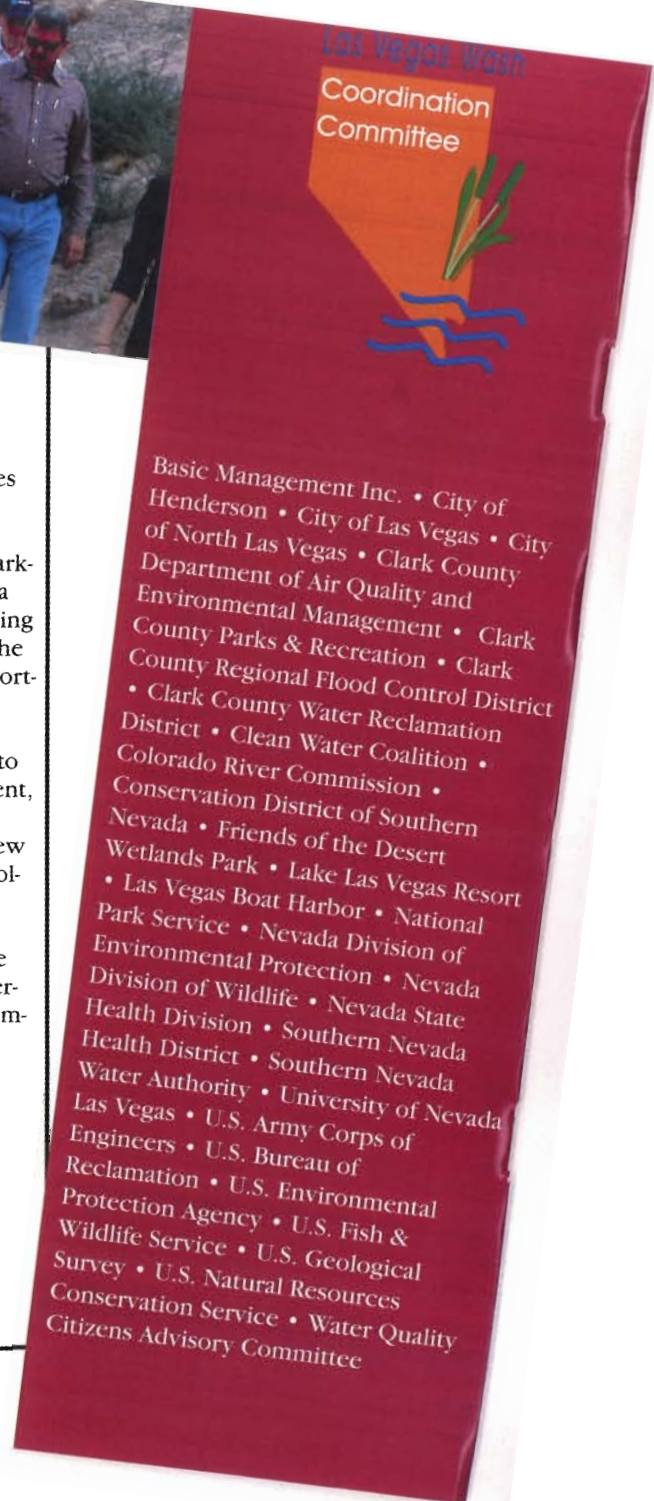 Las Vegas Wash
Coordination
Committee
Basic Management Inc. • City of
Henderson • City of Las Vegas • City
of North Las Vegas • Clark County
Department of Air Quality and
Environmental Management • Clark
County Parks & Recreation • Clark
County Regional Flood Control District
• Clark County Water Reclamation
District • Clean Water Coalition •
Colorado River Commission •
Conservation District of Southern
Nevada • Friends of the Desert
Wetlands Park • Lake Las Vegas Resort
• Las Vegas Boat Harbor • National
Park Service • Nevada Division of
Environmental Protection • Nevada
Division of Wildlife • Nevada State
Health Division • Southern Nevada
Health District • Southern Nevada
Water Authority • University of Nevada
Las Vegas • U.S. Army Corps of
Engineers • U.S. Bureau of
Reclamation • U.S. Environmental
Protection Agency • U.S. Fish &
Wildlife Service • U.S. Geological
Survey • U.S. Natural Resources
Conservation Service • Water Quality
Citizens Advisory Committee